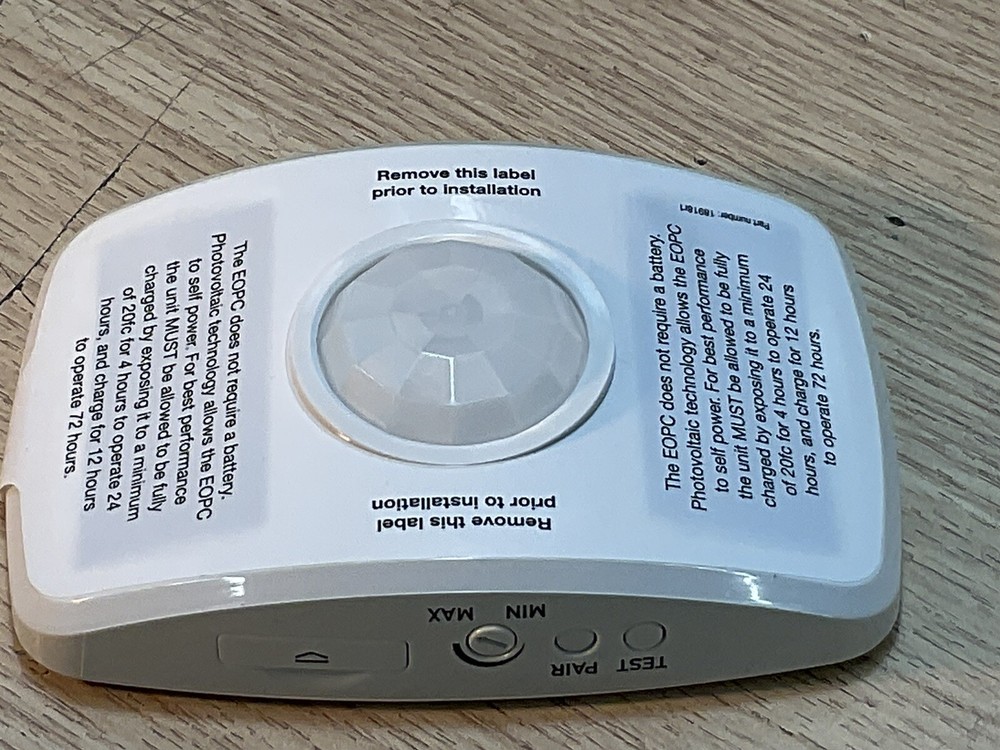 Remove this label
prior to installation
The EOPC does not require a battery.
Photovoltaic technology allows the EOPC
to self power. For best performance
the unit MUST be allowed to be fully
charged by exposing it to a minimum
of 20fc for 4 hours to operate 24
hours, and charge for 12 hours
to operate 72 hours.
The EOPC does not require a battery.
Photovoltaic technology allows the EOPC
to self power. For best performance
the unit MUST be allowed to be fully
charged by exposing it to a minimum
of 20fc for 4 hours to operate 24
hours, and charge for 12 hours
to operate 72 hours.
Part number: 18918r1
Remove this label
prior to installation
MAX MIN
PAIR TEST